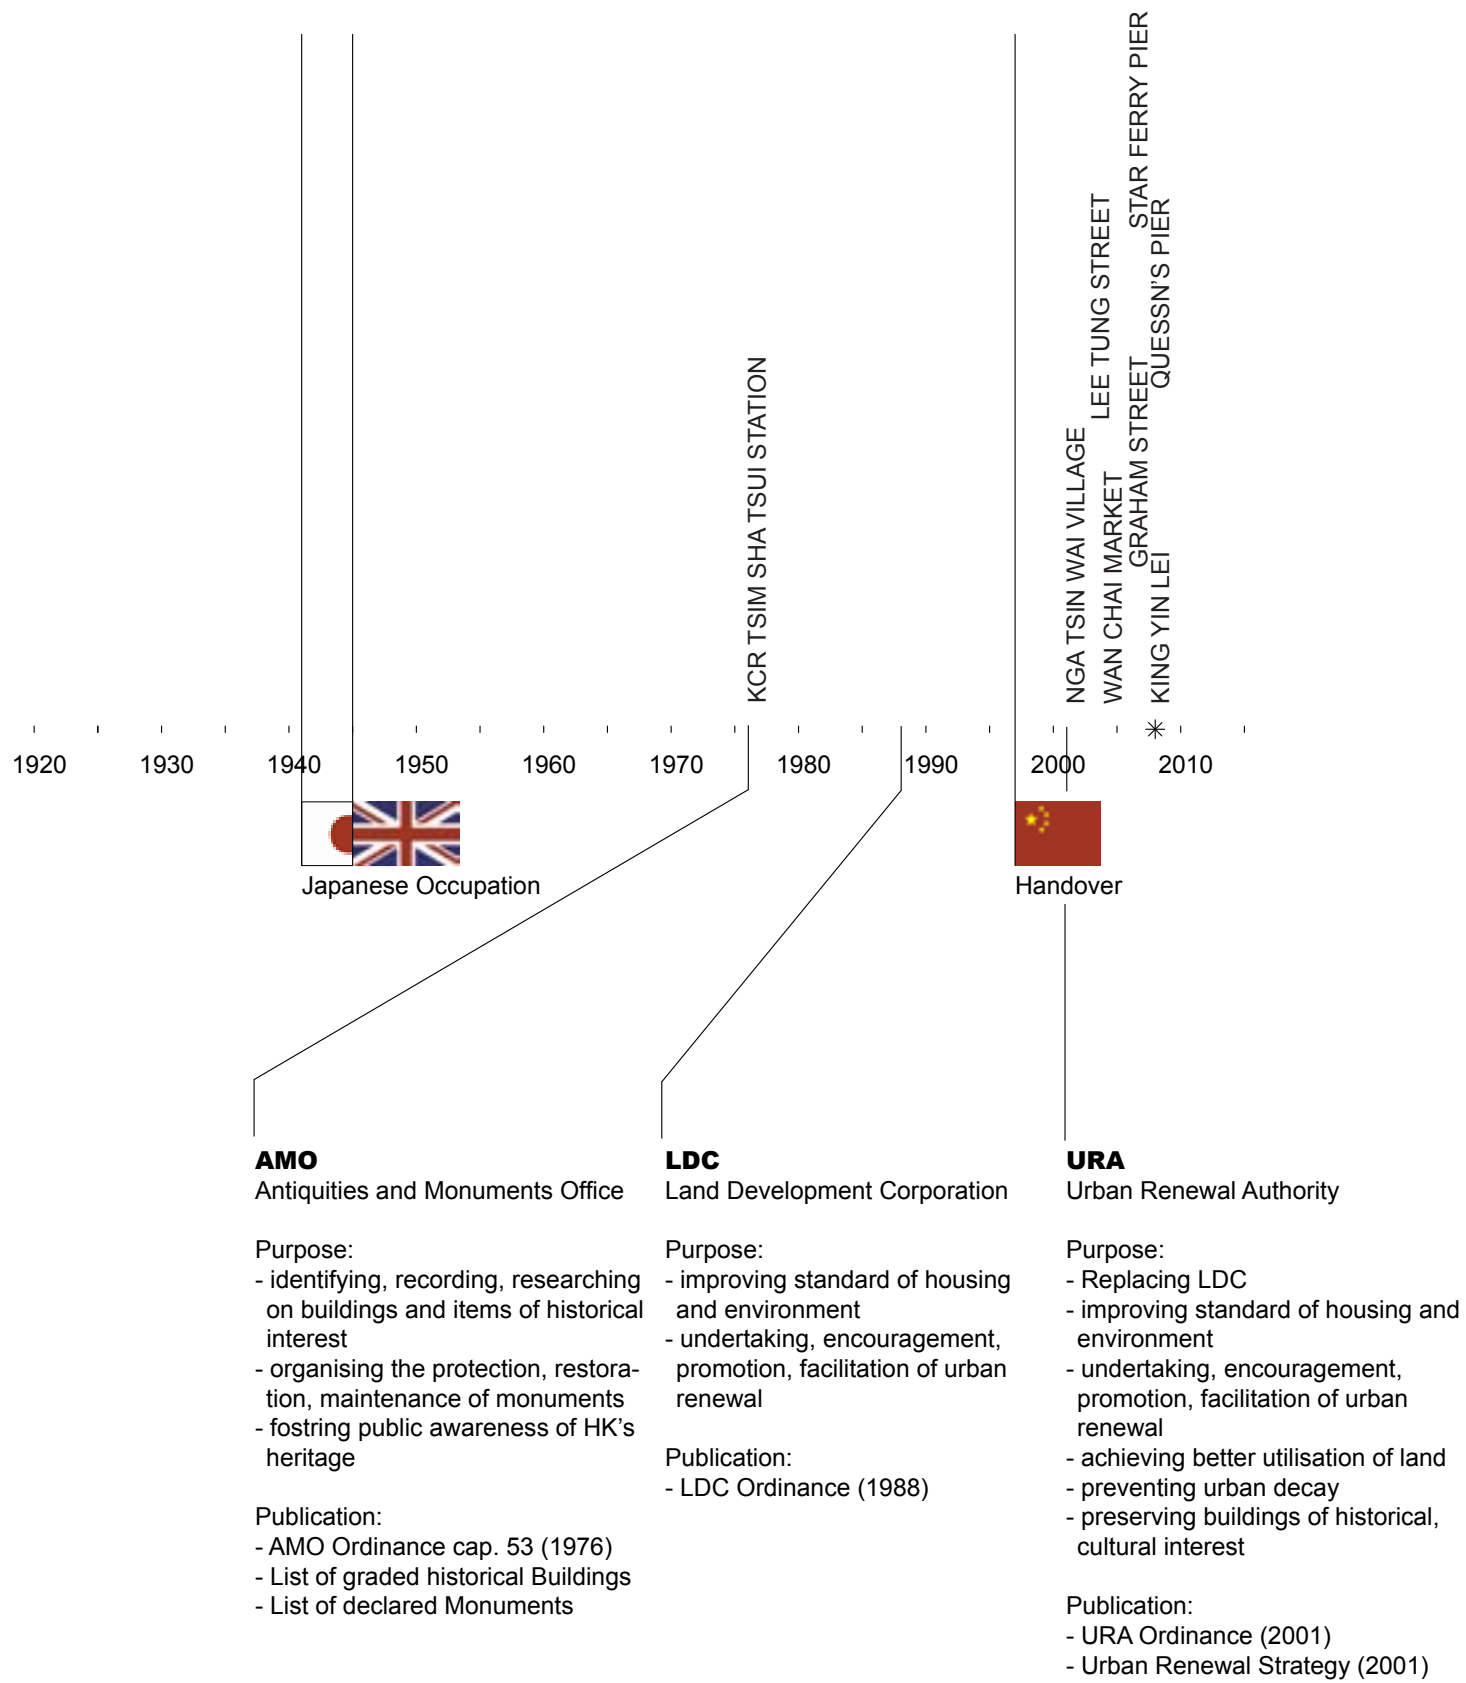 KCR TSIM SHA TSUI STATION
NGA TSIN WAI VILLAGE
LEE TUNG STREET
WAN CHAI MARKET
STAR FERRY PIER
GRAHAM STREET
QUESSN'S PIER
KING YIN LEI
1920 1930 1940 1950 1960 1970 1980 1990 2000 2010
Japanese Occupation
Handover
AMO
Antiquities and Monuments Office
Purpose:
- identifying, recording, researching
on buildings and items of historical
interest
- organising the protection, restora-
tion, maintenance of monuments
- fostring public awareness of HK's
heritage
Publication:
- AMO Ordinance cap. 53 (1976)
- List of graded historical Buildings
- List of declared Monuments
LDC
Land Development Corporation
Purpose:
- improving standard of housing
and environment
- undertaking, encouragement,
promotion, facilitation of urban
renewal
Publication:
- LDC Ordinance (1988)
URA
Urban Renewal Authority
Purpose:
- Replacing LDC
- improving standard of housing and
environment
- undertaking, encouragement,
promotion, facilitation of urban
renewal
- achieving better utilisation of land
- preventing urban decay
- preserving buildings of historical,
cultural interest
Publication:
- URA Ordinance (2001)
- Urban Renewal Strategy (2001)